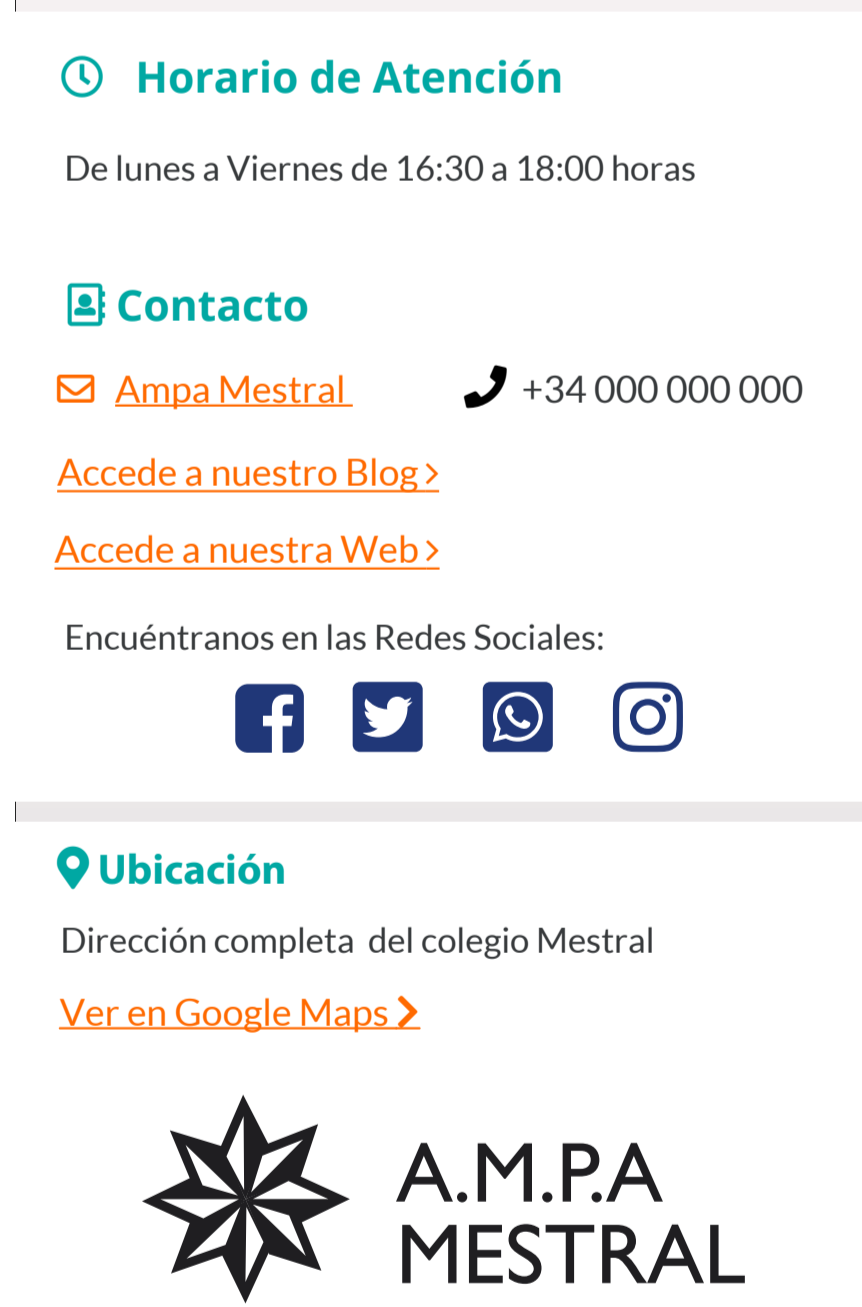 Horario de Atención
De lunes a Viernes de 16:30 a 18:00 horas
Contacto
Ampa Mestral
+34 000 000 000
Accede a nuestro Blog >
Accede a nuestra Web >
Encuéntranos en las Redes Sociales:
Ubicación
Dirección completa del colegio Mestral
Ver en Google Maps >
A.M.P.A
MESTRAL